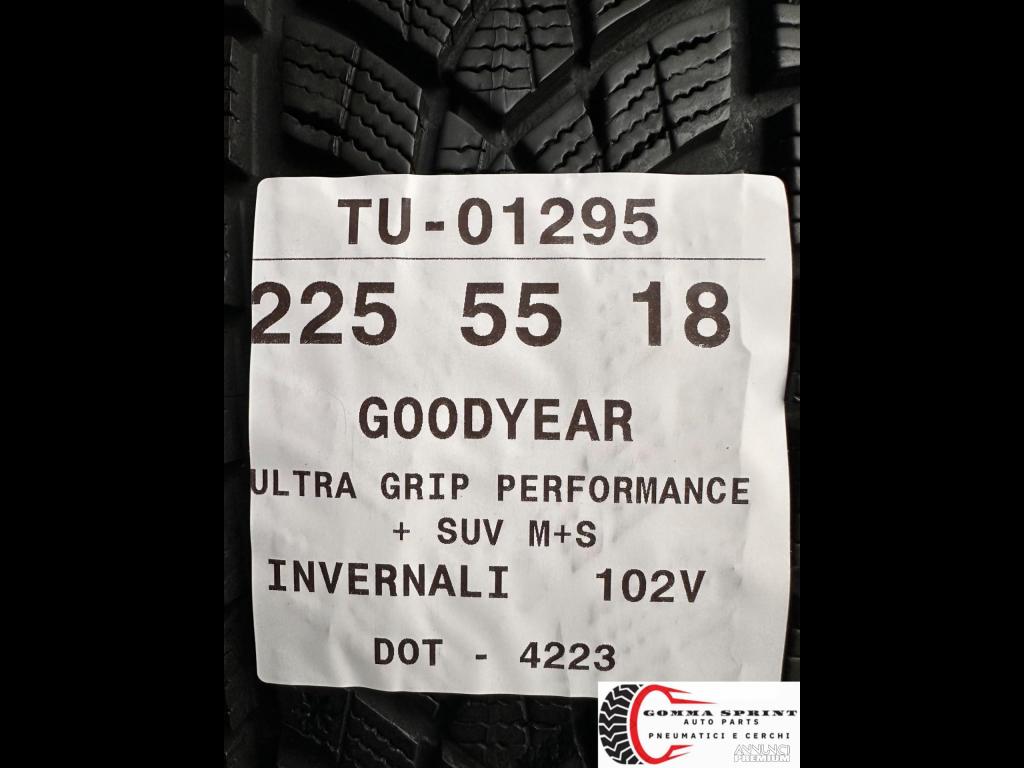 TU-01295
225 55 18
GOODYEAR
ULTRA GRIP PERFORMANCE
+ SUV M+S
INVERNALI 102V
DOT - 4223
GOMMA SPRINT
AUTO PARTS
PNEUMATICI E CERCHI
ANNUNCI
PREMIUM